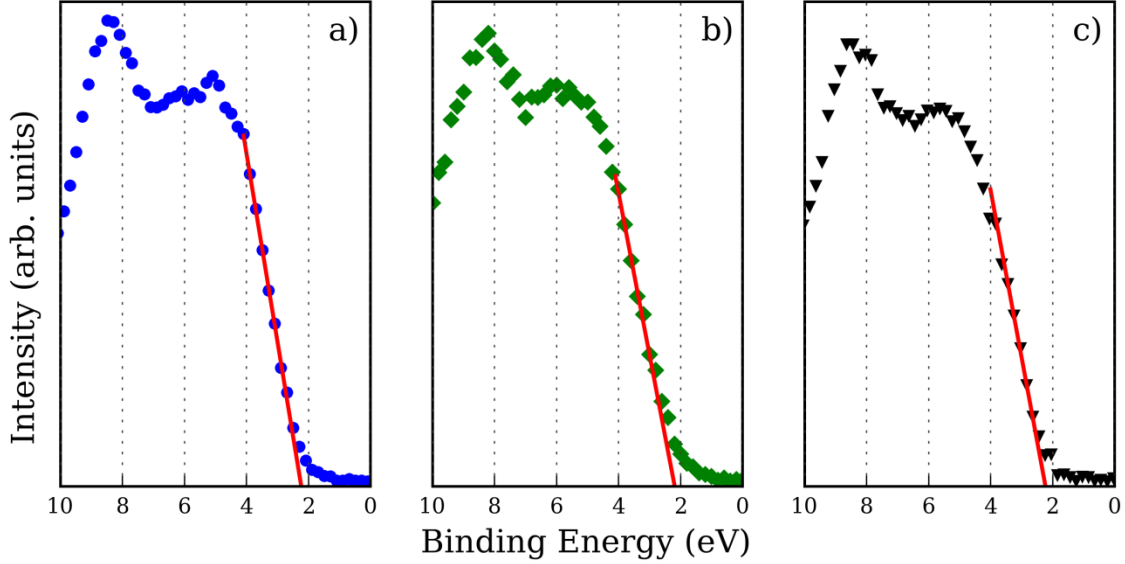 a)
b)
c)
Intensity (arb. units)
10 8 6 4 2 0
10 8 6 4 2 0
10 8 6 4 2 0
Binding Energy (eV)